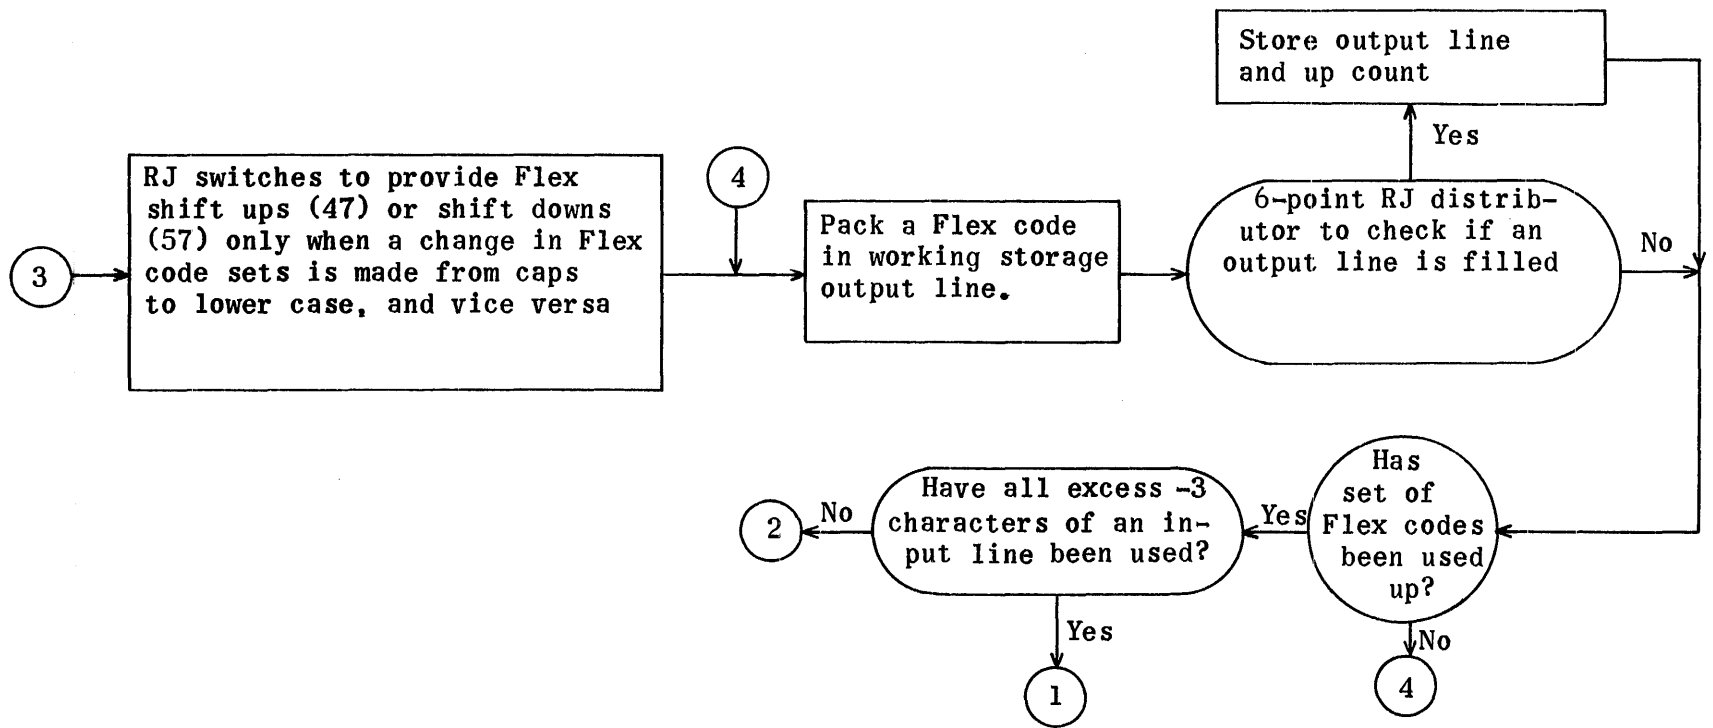 3
RJ switches to provide Flex
shift ups (47) or shift downs
(57) only when a change in Flex
code sets is made from caps
to lower case, and vice versa
4
Pack a Flex code
in working storage
output line.
6-point RJ distrib-
utor to check if an
output line is filled
Yes
Store output line
and up count
No
Has
set of
Flex codes
been used
up?
Yes
No
4
Have all excess -3
characters of an in-
put line been used?
No
2
Yes
1